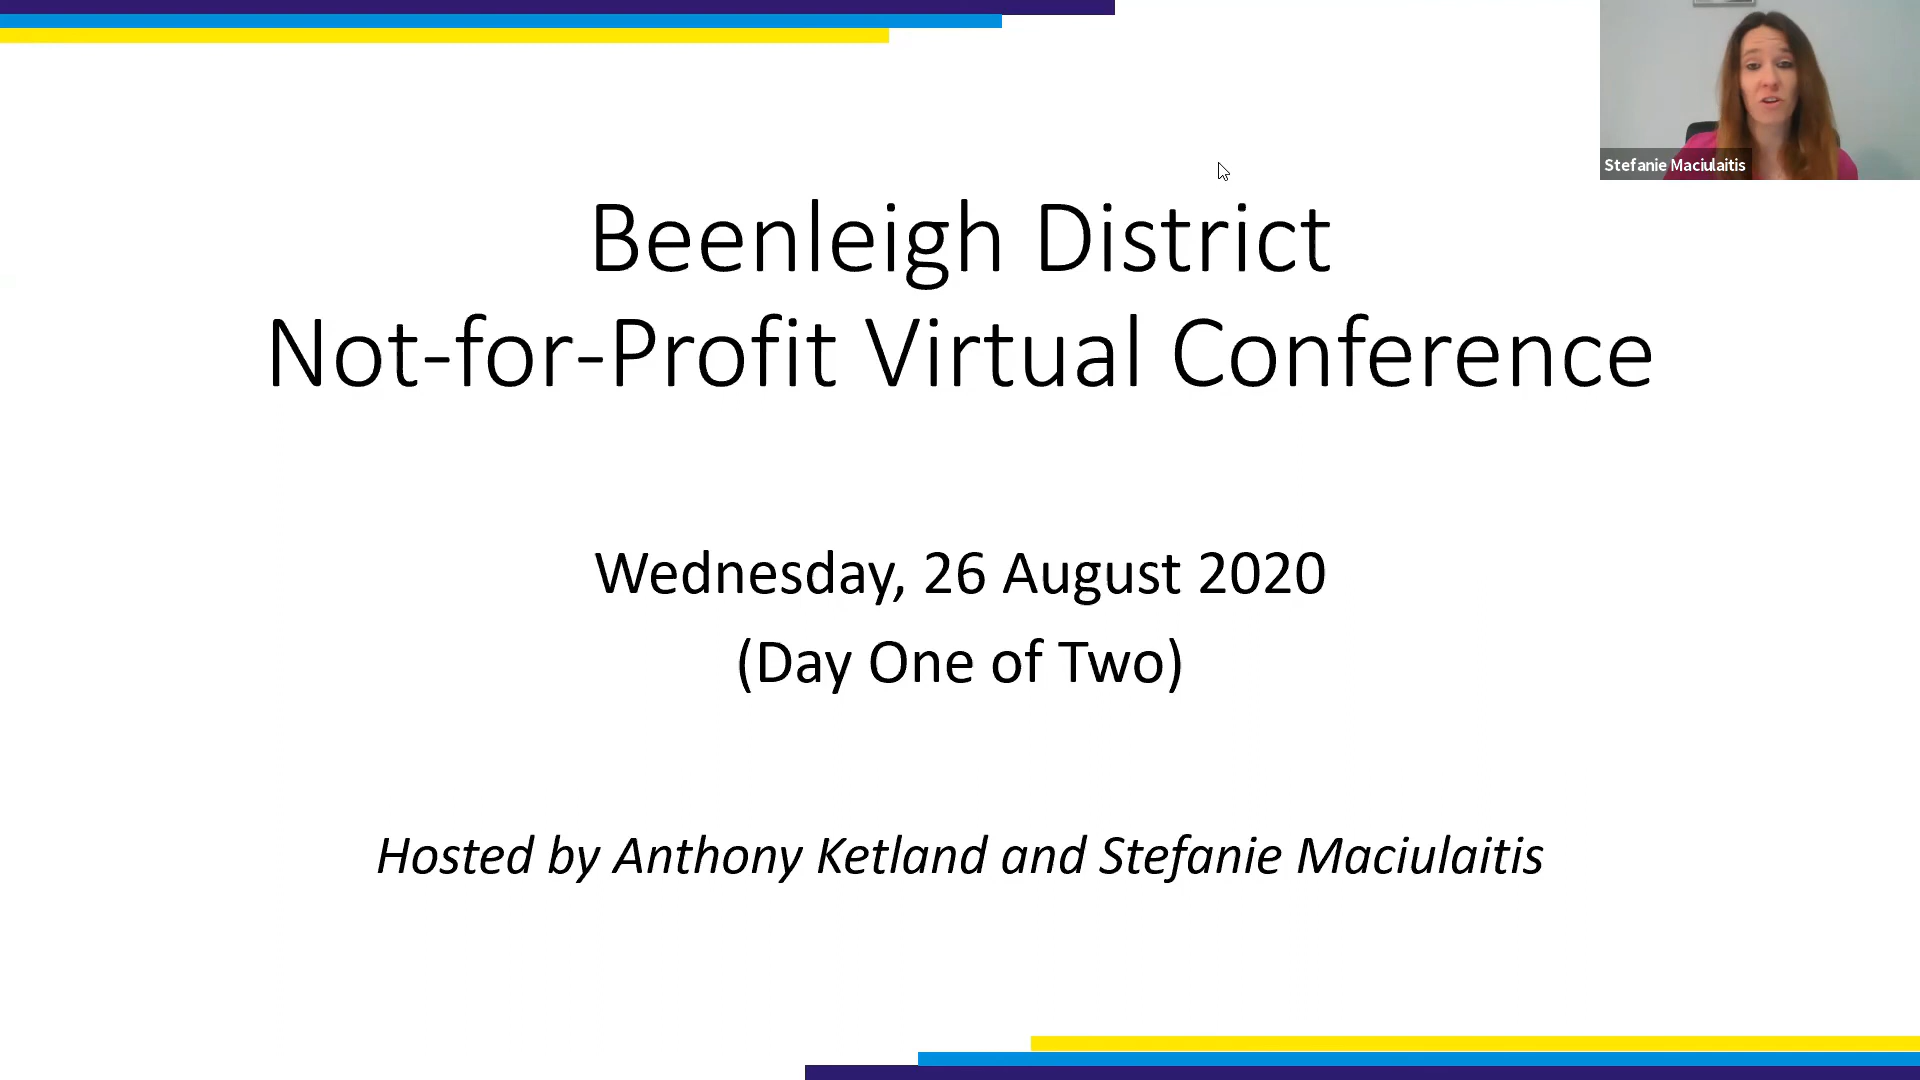 Stefanie Maciulaitis
Beenleigh District
Not-for-Profit Virtual Conference
Wednesday, 26 August 2020
(Day One of Two)
Hosted by Anthony Ketland and Stefanie Maciulaitis